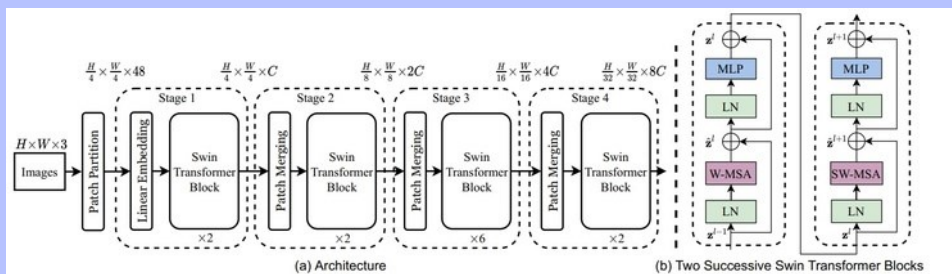 H/4 × W/4 × 48
H/4 × W/4 × C
H/8 × W/8 × 2C
H/16 × W/16 × 4C
H/32 × W/32 × 8C
H×W×3
Images
Patch Partition
Stage 1
Linear Embedding
Swin
Transformer
Block
×2
Stage 2
Patch Merging
Swin
Transformer
Block
×2
Stage 3
Patch Merging
Swin
Transformer
Block
×6
Stage 4
Patch Merging
Swin
Transformer
Block
×2
(a) Architecture
z^l
MLP
LN
ẑ^l
W-MSA
LN
z^{l-1}
z^{l+1}
MLP
LN
ẑ^{l+1}
SW-MSA
LN
z^l
(b) Two Successive Swin Transformer Blocks